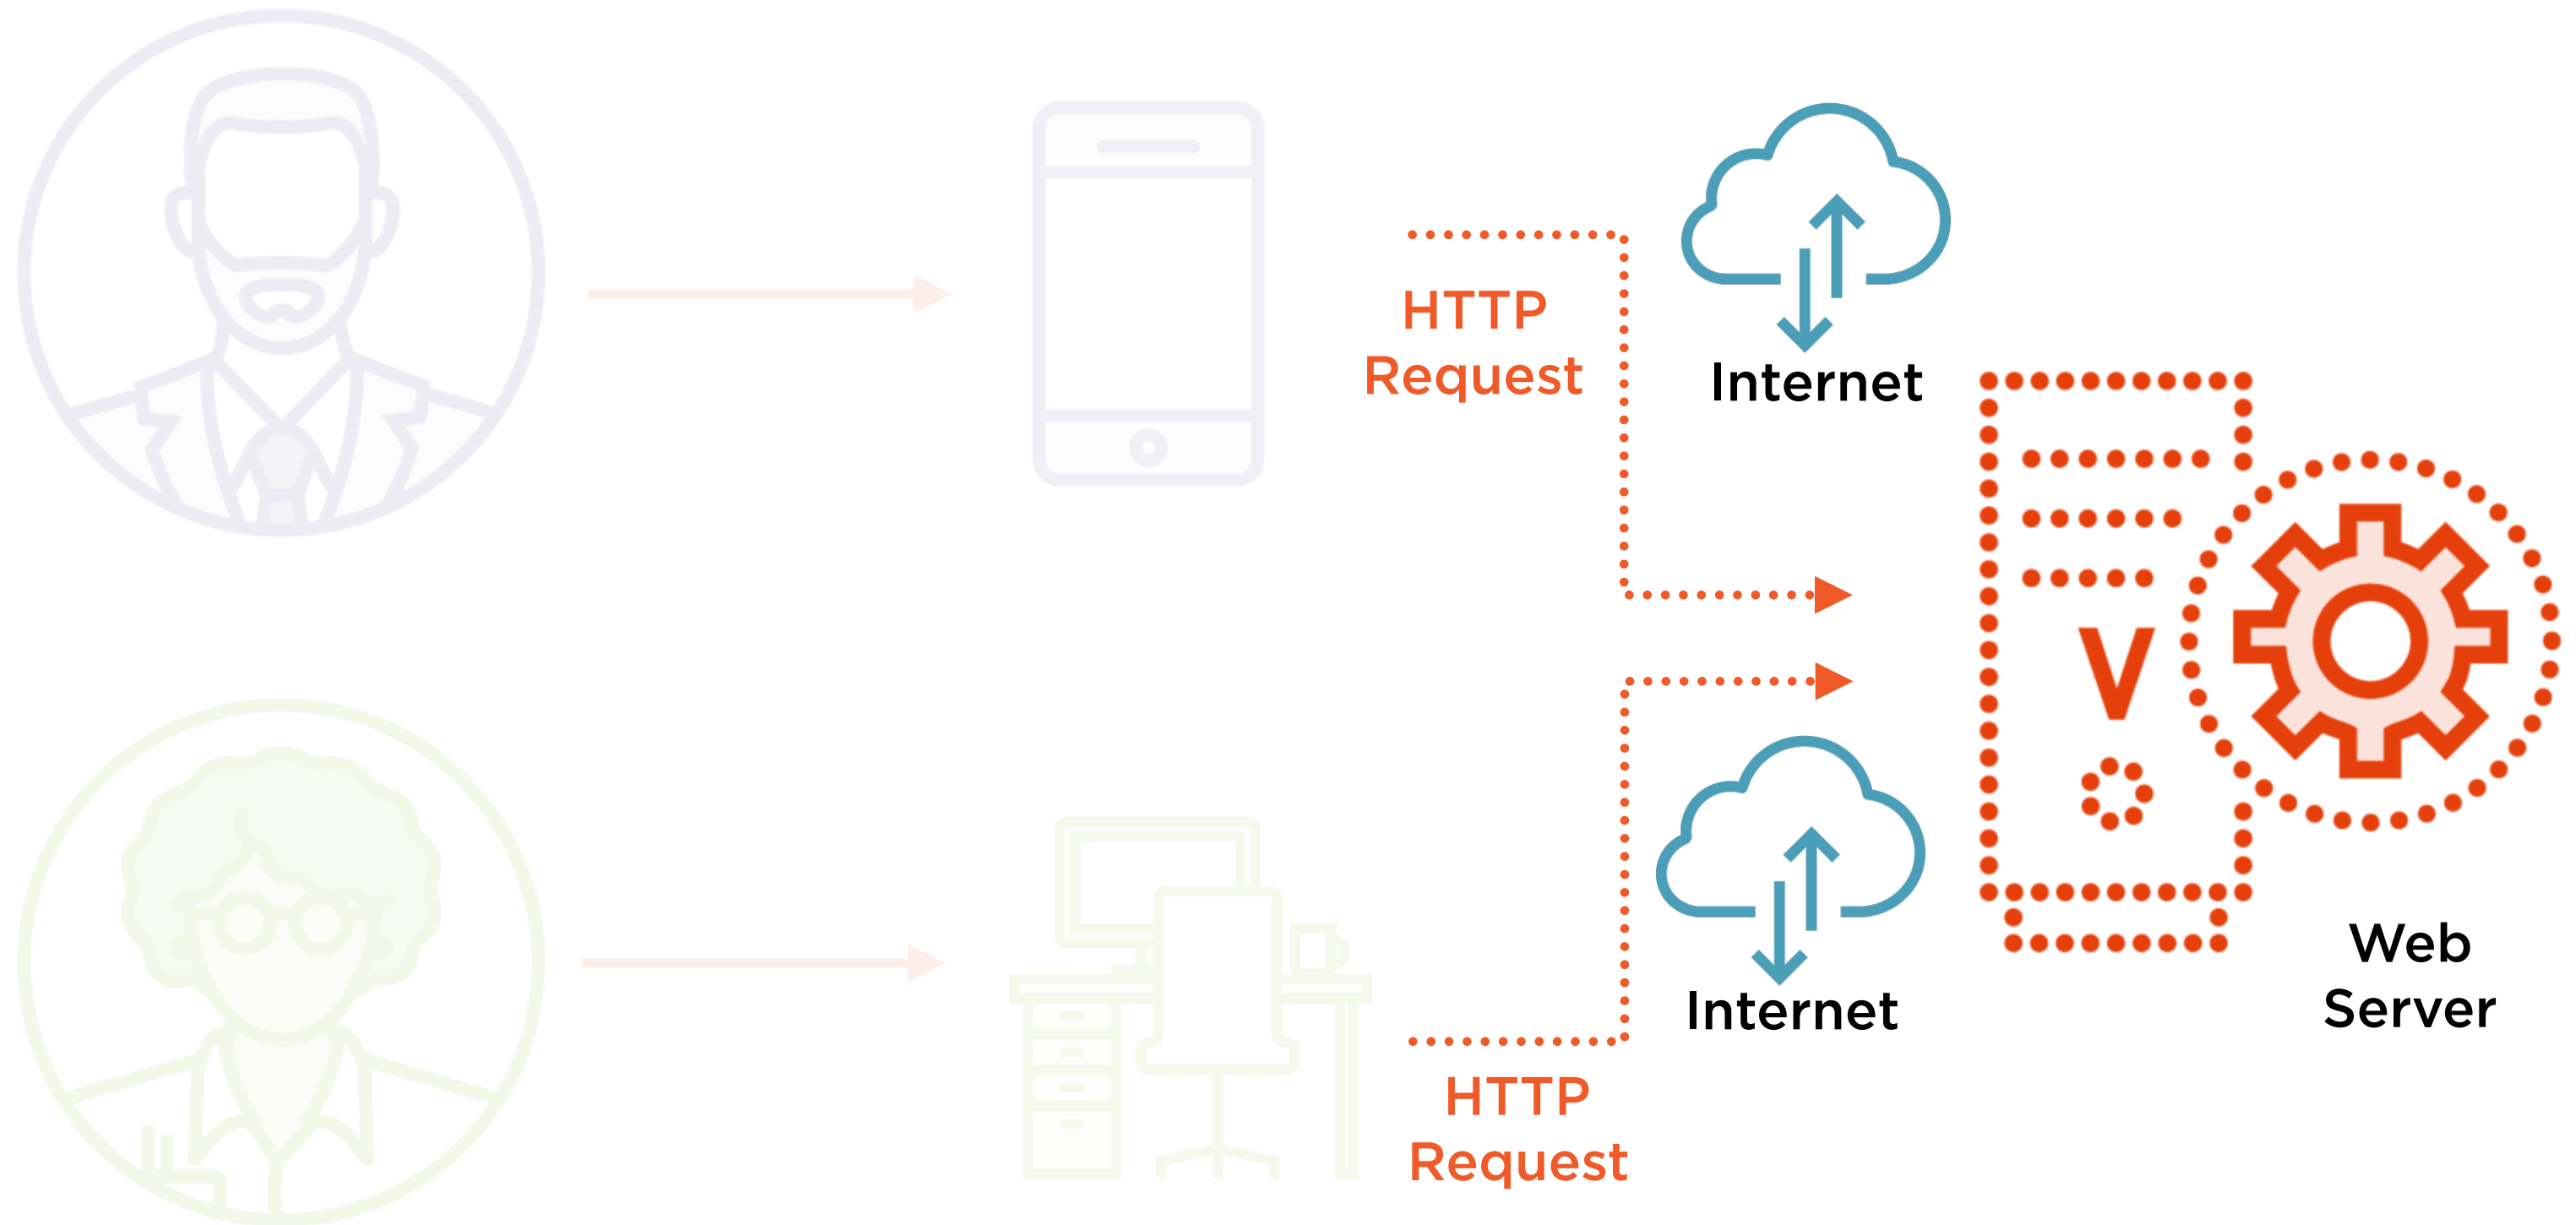 HTTP
Request
Internet
V
Web
Server
Internet
HTTP
Request